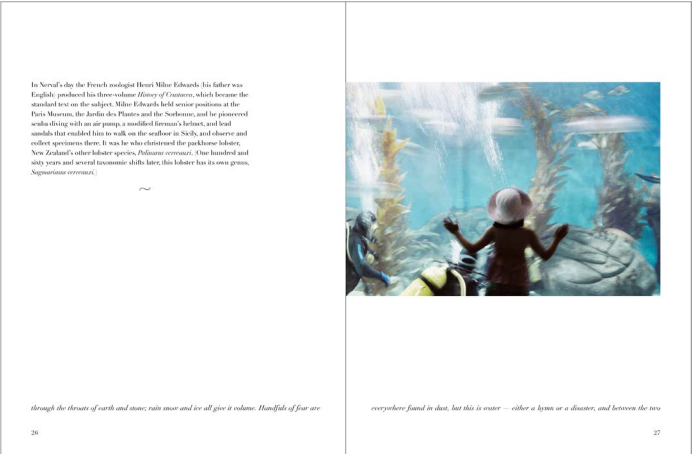 In Nerval's day the French zoologist Henri Milne Edwards (his father was
English) produced his three-volume History of Crustacea, which became the
standard text on the subject. Milne Edwards held senior positions at the
Paris Museum, the Jardin des Plantes and the Sorbonne, and he pioneered
scuba diving with an air pump, a modified fireman's helmet, and lead
sandals that enabled him to walk on the seafloor in Sicily, and observe and
collect specimens there. It was he who christened the packhorse lobster,
New Zealand's other lobster species, Palinurus verreauxi. (One hundred and
sixty years and several taxonomic shifts later, this lobster has its own genus,
Sagmariasus verreauxi.)
through the throats of earth and stone; rain snow and ice all give it volume. Handfuls of fear are
26
everywhere found in dust, but this is water — either a hymn or a disaster, and between the two
27